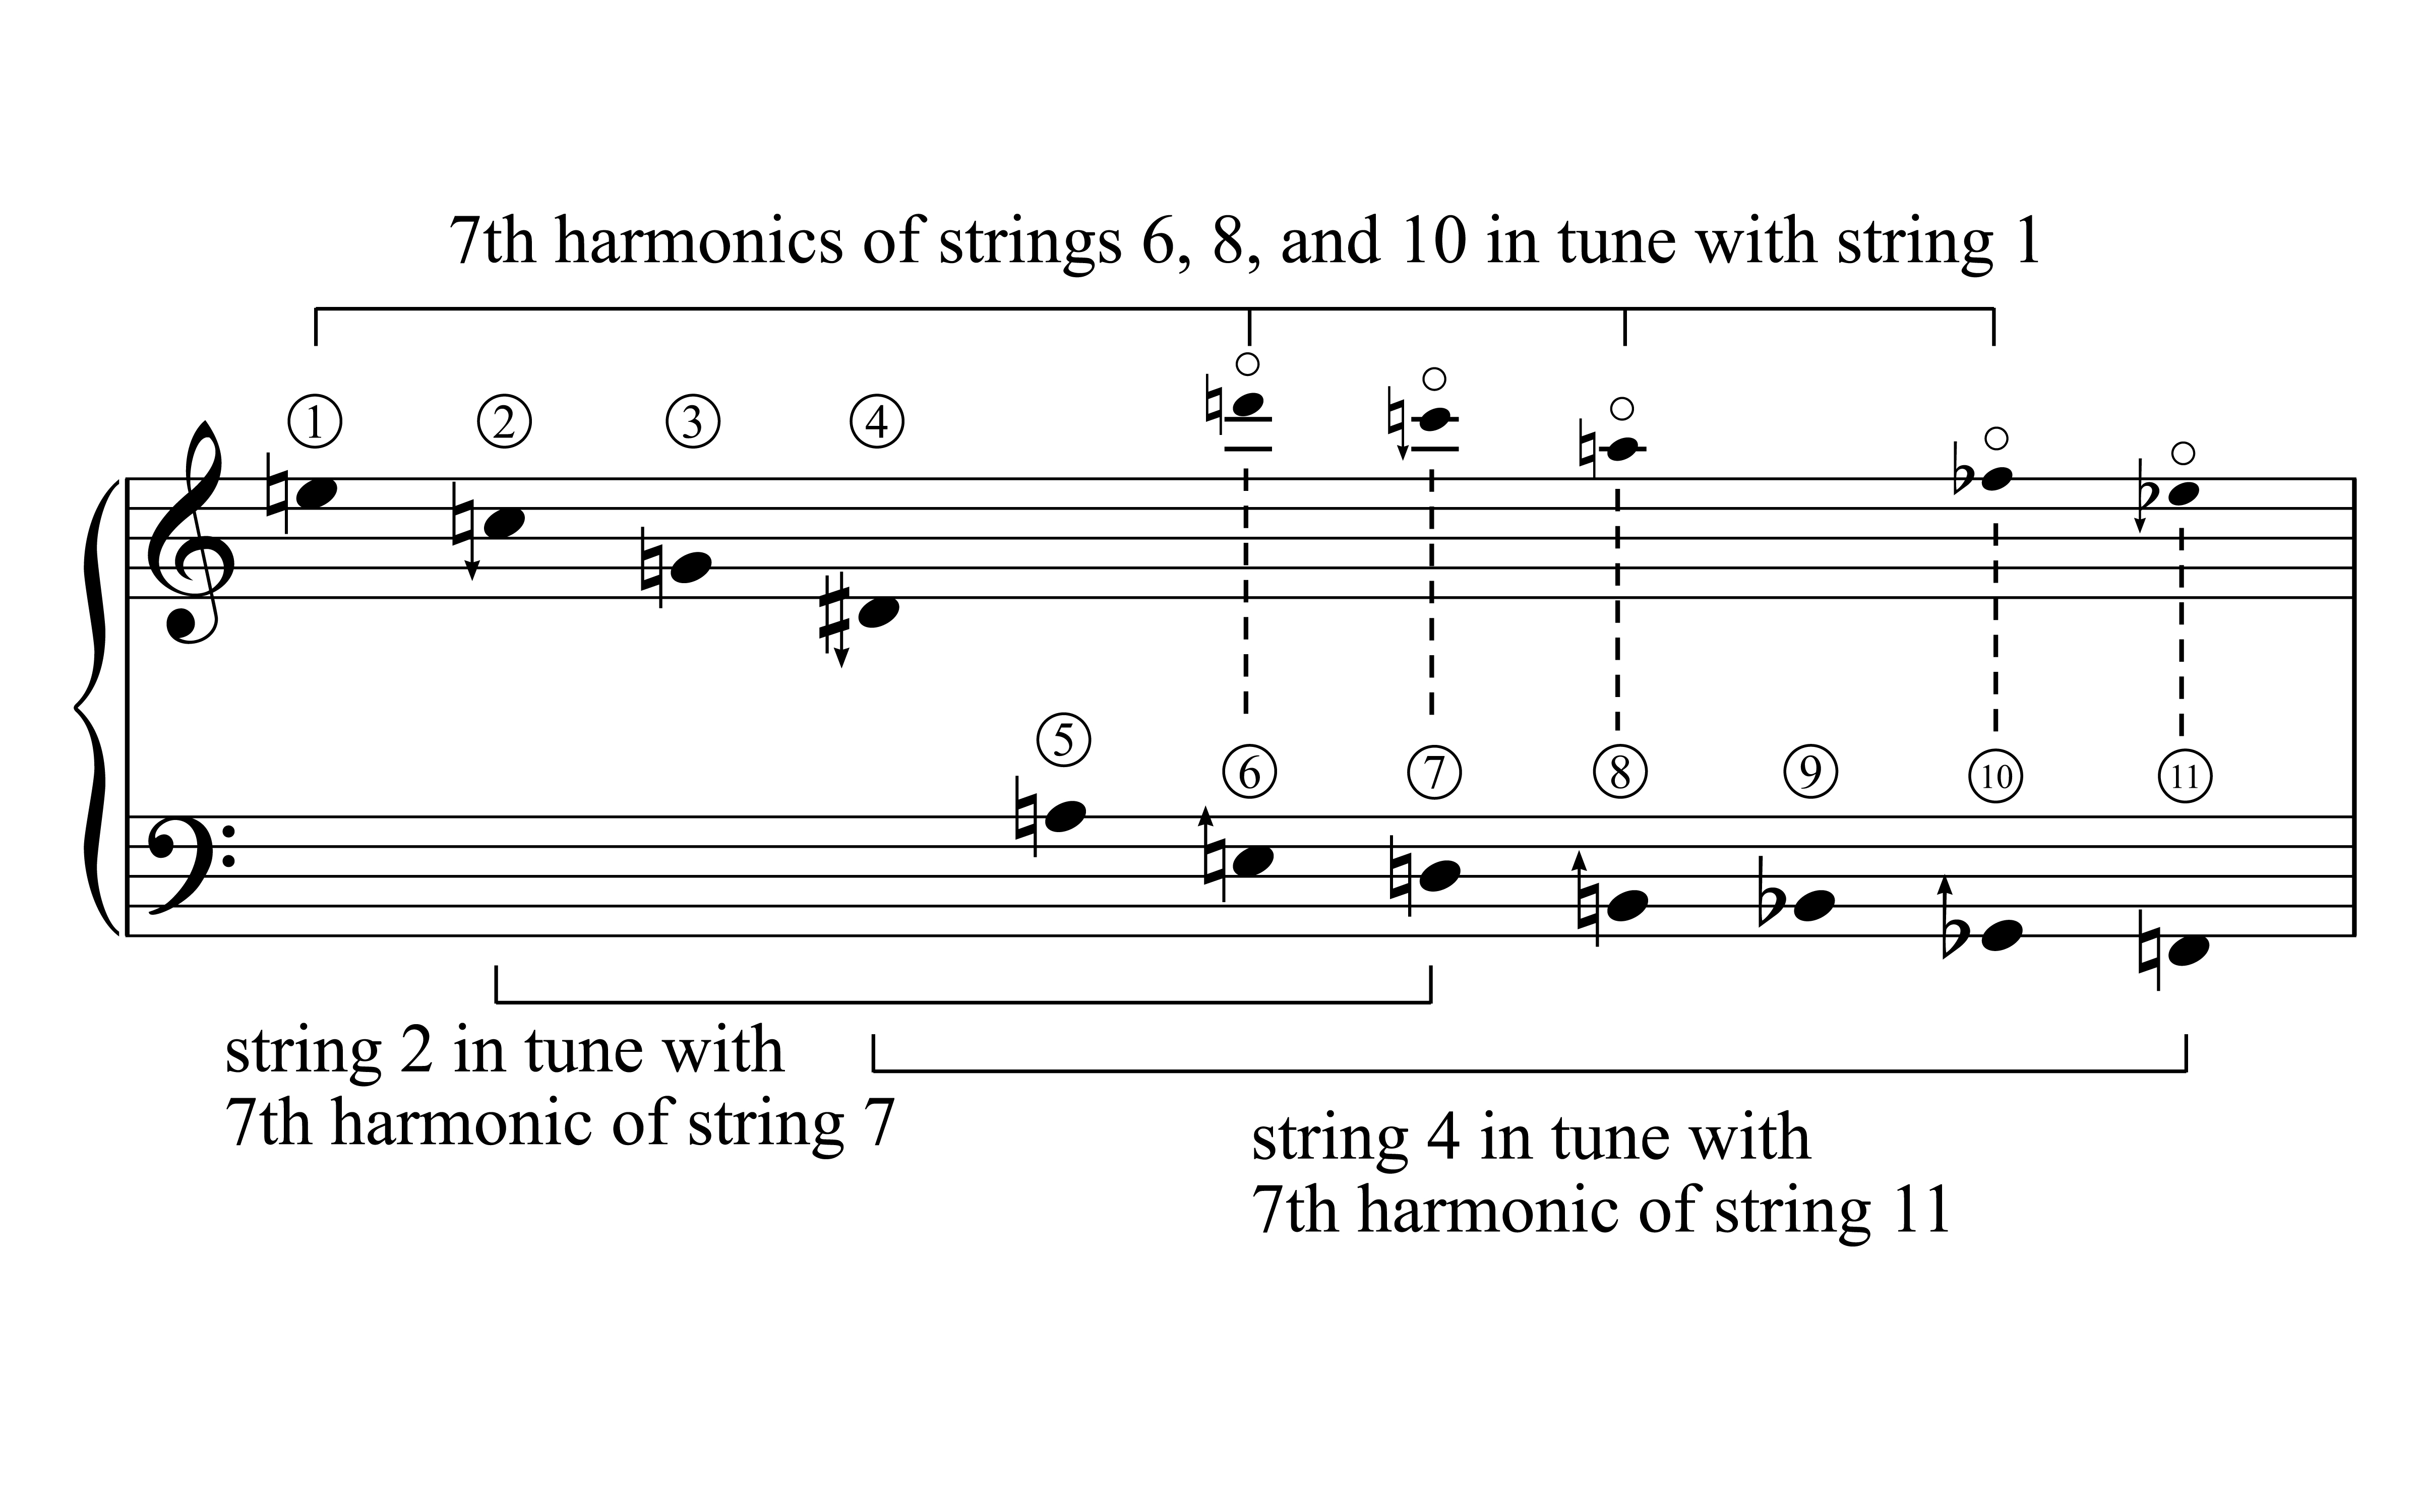 7th harmonics of strings 6, 8, and 10 in tune with string 1
1 2 3 4
5
6 7 8 9 10 11
string 2 in tune with
7th harmonic of string 7
string 4 in tune with
7th harmonic of string 11